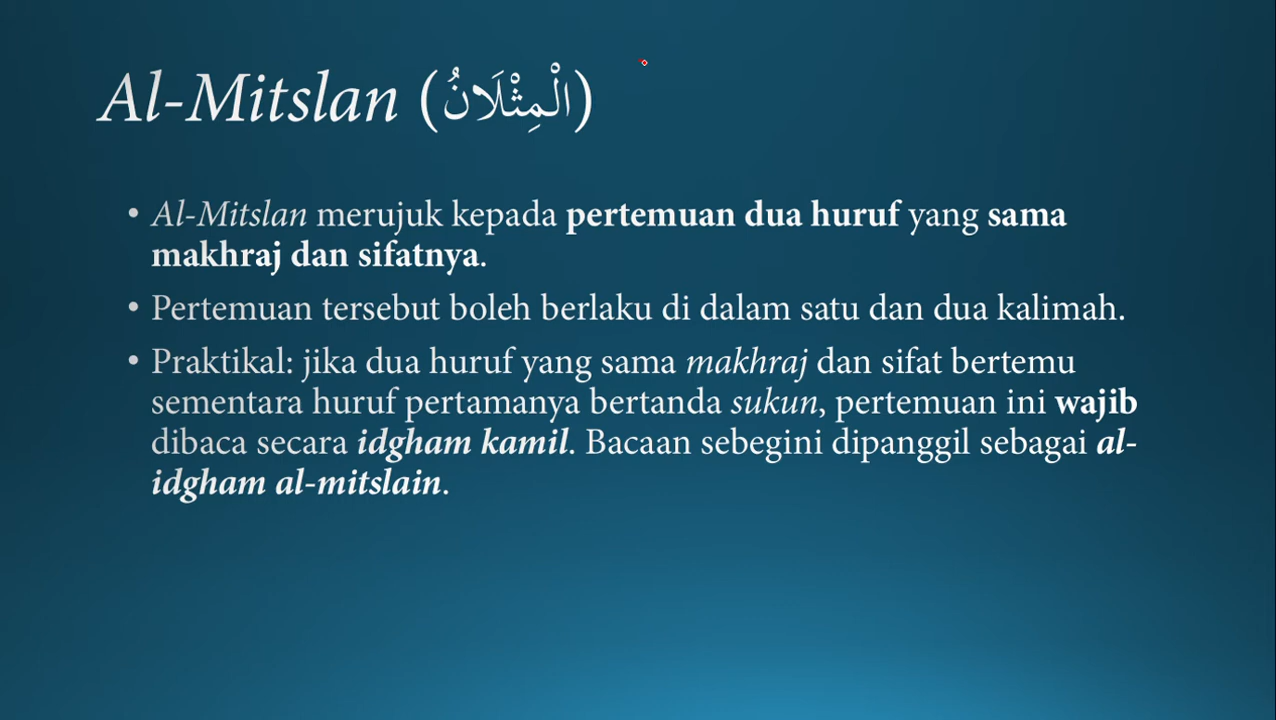 Al-Mitslan (الْمِثْلَانُ)
• Al-Mitslan merujuk kepada pertemuan dua huruf yang sama
makhraj dan sifatnya.
• Pertemuan tersebut boleh berlaku di dalam satu dan dua kalimah.
• Praktikal: jika dua huruf yang sama makhraj dan sifat bertemu
sementara huruf pertamanya bertanda sukun, pertemuan ini wajib
dibaca secara idgham kamil. Bacaan sebegini dipanggil sebagai al-
idgham al-mitslain.